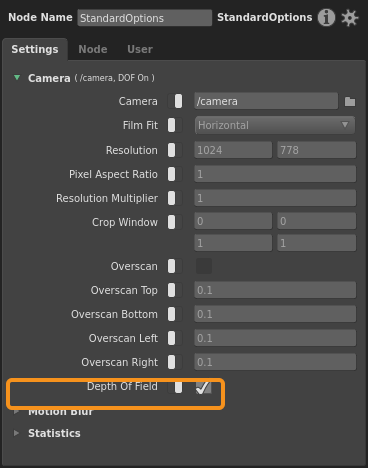 Node Name StandardOptions StandardOptions
Settings Node User
Camera ( /camera, DOF On )
Camera /camera
Film Fit Horizontal
Resolution 1024 778
Pixel Aspect Ratio 1
Resolution Multiplier 1
Crop Window 0 0
1 1
Overscan
Overscan Top 0.1
Overscan Bottom 0.1
Overscan Left 0.1
Overscan Right 0.1
Depth Of Field
Motion Blur
Statistics